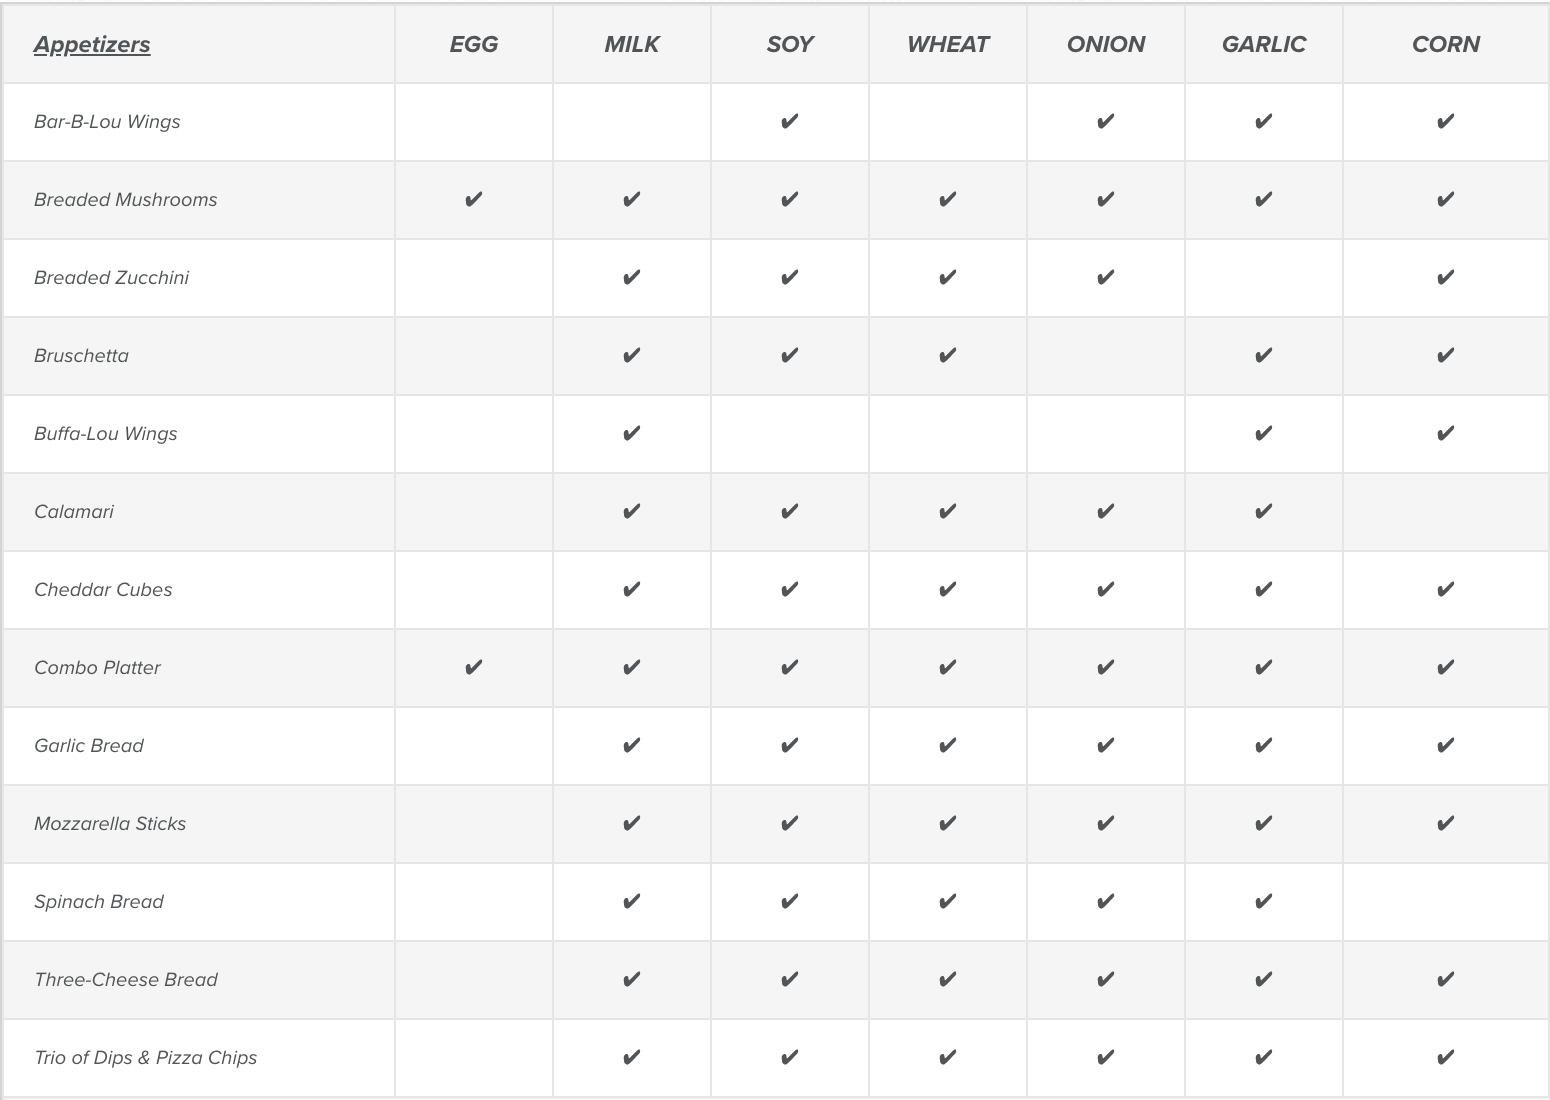 Appetizers EGG MILK SOY WHEAT ONION GARLIC CORN
Bar-B-Lou Wings ✔ ✔ ✔ ✔
Breaded Mushrooms ✔ ✔ ✔ ✔ ✔ ✔ ✔
Breaded Zucchini ✔ ✔ ✔ ✔ ✔
Bruschetta ✔ ✔ ✔ ✔ ✔
Buffa-Lou Wings ✔ ✔ ✔
Calamari ✔ ✔ ✔ ✔ ✔
Cheddar Cubes ✔ ✔ ✔ ✔ ✔ ✔
Combo Platter ✔ ✔ ✔ ✔ ✔ ✔ ✔
Garlic Bread ✔ ✔ ✔ ✔ ✔ ✔
Mozzarella Sticks ✔ ✔ ✔ ✔ ✔ ✔
Spinach Bread ✔ ✔ ✔ ✔ ✔
Three-Cheese Bread ✔ ✔ ✔ ✔ ✔ ✔
Trio of Dips & Pizza Chips ✔ ✔ ✔ ✔ ✔ ✔